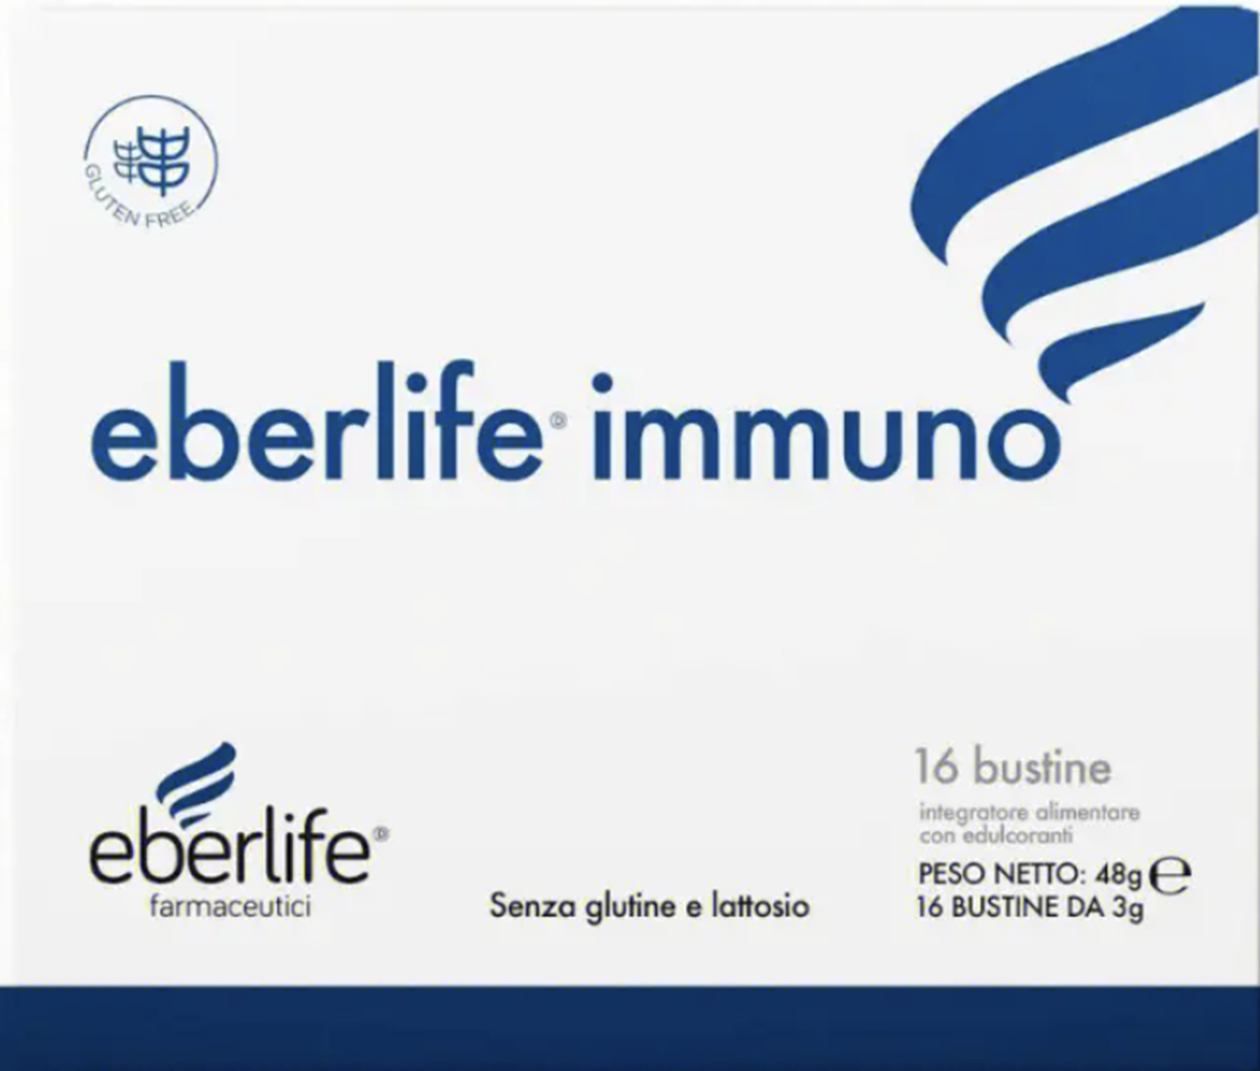 GLUTEN FREE
eberlife® immuno
16 bustine
integratore alimentare
con edulcoranti
PESO NETTO: 48g ℮
16 BUSTINE DA 3g
eberlife®
farmaceutici
Senza glutine e lattosio